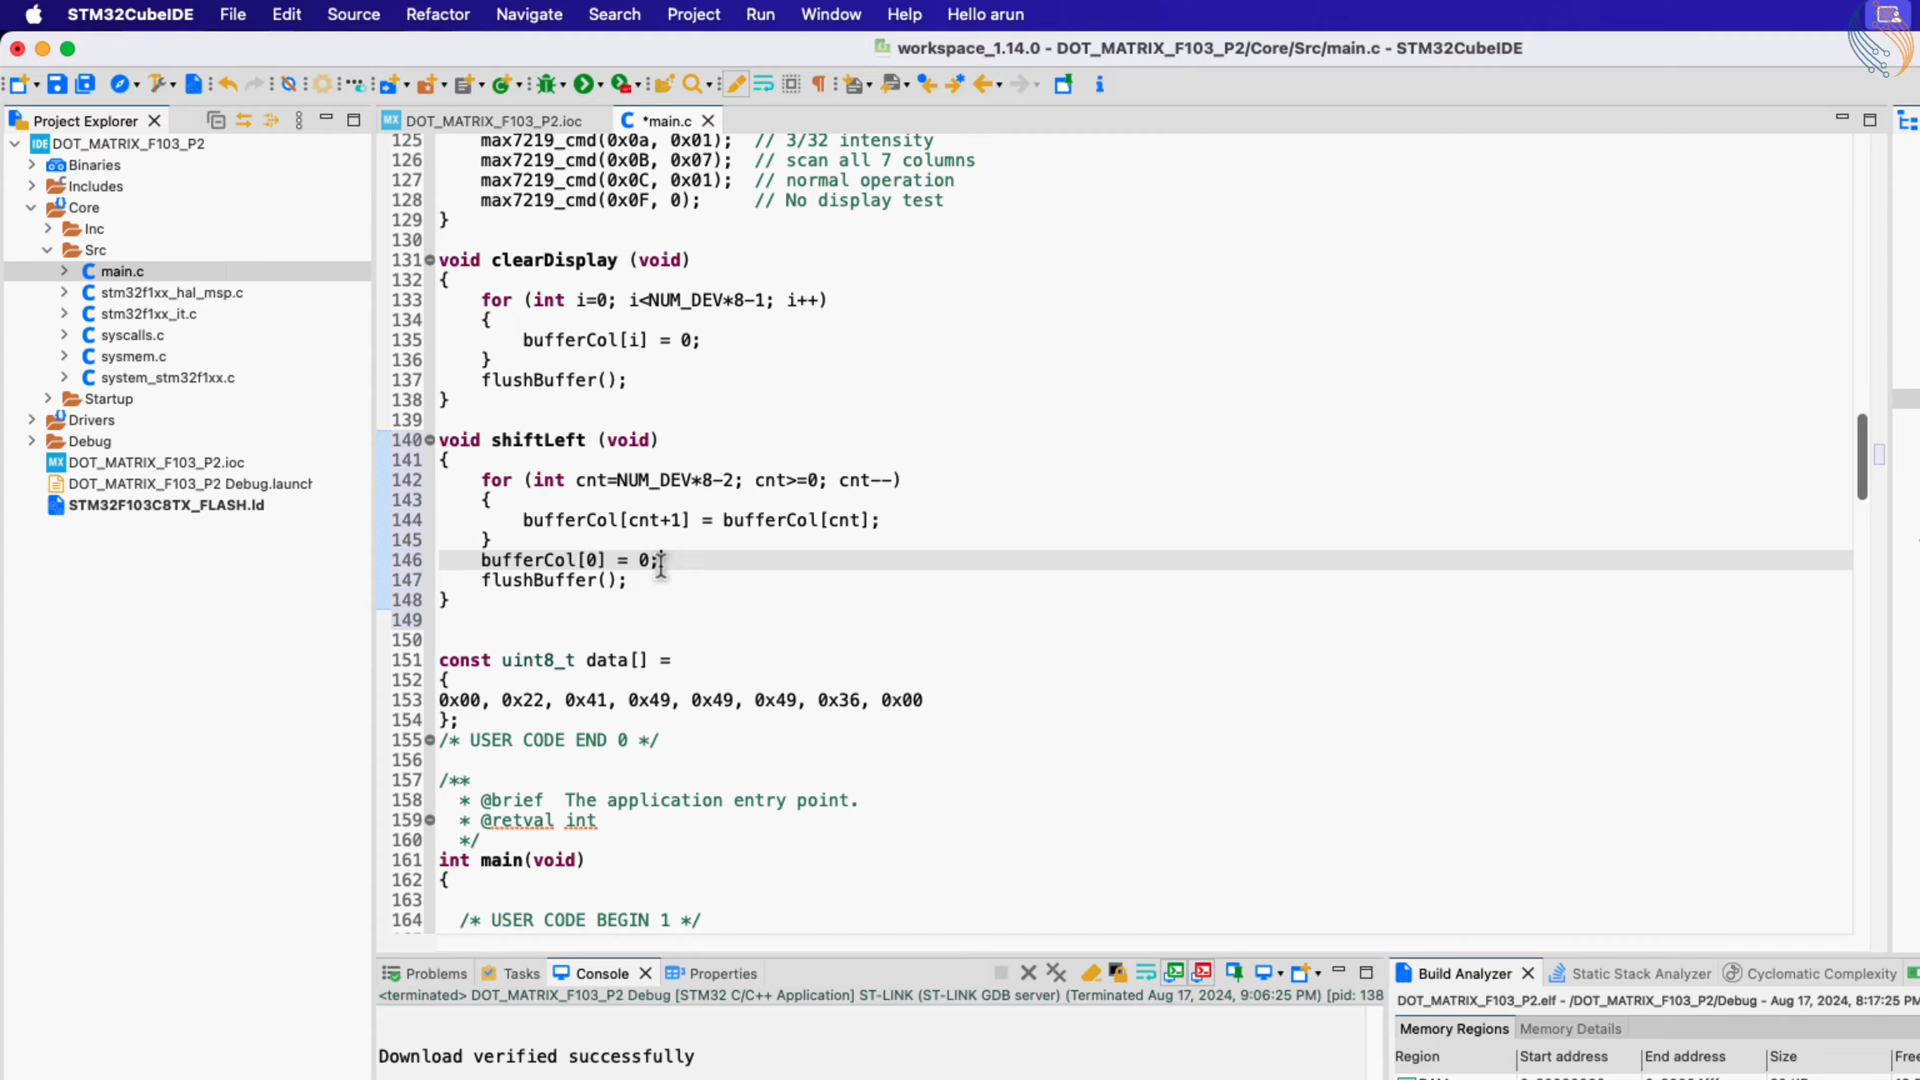 STM32CubeIDE File Edit Source Refactor Navigate Search Project Run Window Help Hello arun
workspace_1.14.0 - DOT_MATRIX_F103_P2/Core/Src/main.c - STM32CubeIDE
Project Explorer
DOT_MATRIX_F103_P2
Binaries
Includes
Core
Inc
Src
main.c
stm32f1xx_hal_msp.c
stm32f1xx_it.c
syscalls.c
sysmem.c
system_stm32f1xx.c
Startup
Drivers
Debug
DOT_MATRIX_F103_P2.ioc
DOT_MATRIX_F103_P2 Debug.launch
STM32F103C8TX_FLASH.ld
DOT_MATRIX_F103_P2.ioc *main.c
125 max7219_cmd(0x0a, 0x01); // 3/32 intensity
126 max7219_cmd(0x0B, 0x07); // scan all 7 columns
127 max7219_cmd(0x0C, 0x01); // normal operation
128 max7219_cmd(0x0F, 0); // No display test
129 }
130
131 void clearDisplay (void)
132 {
133 for (int i=0; i<NUM_DEV*8-1; i++)
134 {
135 bufferCol[i] = 0;
136 }
137 flushBuffer();
138 }
139
140 void shiftLeft (void)
141 {
142 for (int cnt=NUM_DEV*8-2; cnt>=0; cnt--)
143 {
144 bufferCol[cnt+1] = bufferCol[cnt];
145 }
146 bufferCol[0] = 0;
147 flushBuffer();
148 }
149
150
151 const uint8_t data[] =
152 {
153 0x00, 0x22, 0x41, 0x49, 0x49, 0x49, 0x36, 0x00
154 };
155 /* USER CODE END 0 */
156
157 /**
158 * @brief The application entry point.
159 * @retval int
160 */
161 int main(void)
162 {
163
164 /* USER CODE BEGIN 1 */
Problems Tasks Console Properties
<terminated> DOT_MATRIX_F103_P2 Debug [STM32 C/C++ Application] ST-LINK (ST-LINK GDB server) (Terminated Aug 17, 2024, 9:06:25 PM) [pid: 138
Download verified successfully
Build Analyzer Static Stack Analyzer Cyclomatic Complexity
DOT_MATRIX_F103_P2.elf - /DOT_MATRIX_F103_P2/Debug - Aug 17, 2024, 8:17:25 PM
Memory Regions Memory Details
Region Start address End address Size Free